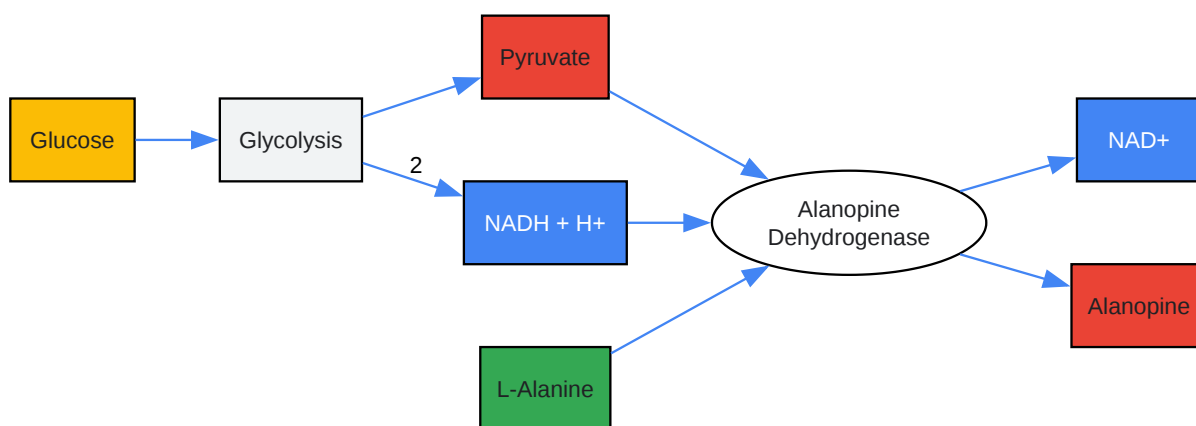 Pyruvate
Glucose
Glycolysis
2
NADH + H+
L-Alanine
Alanopine
Dehydrogenase
NAD+
Alanopine